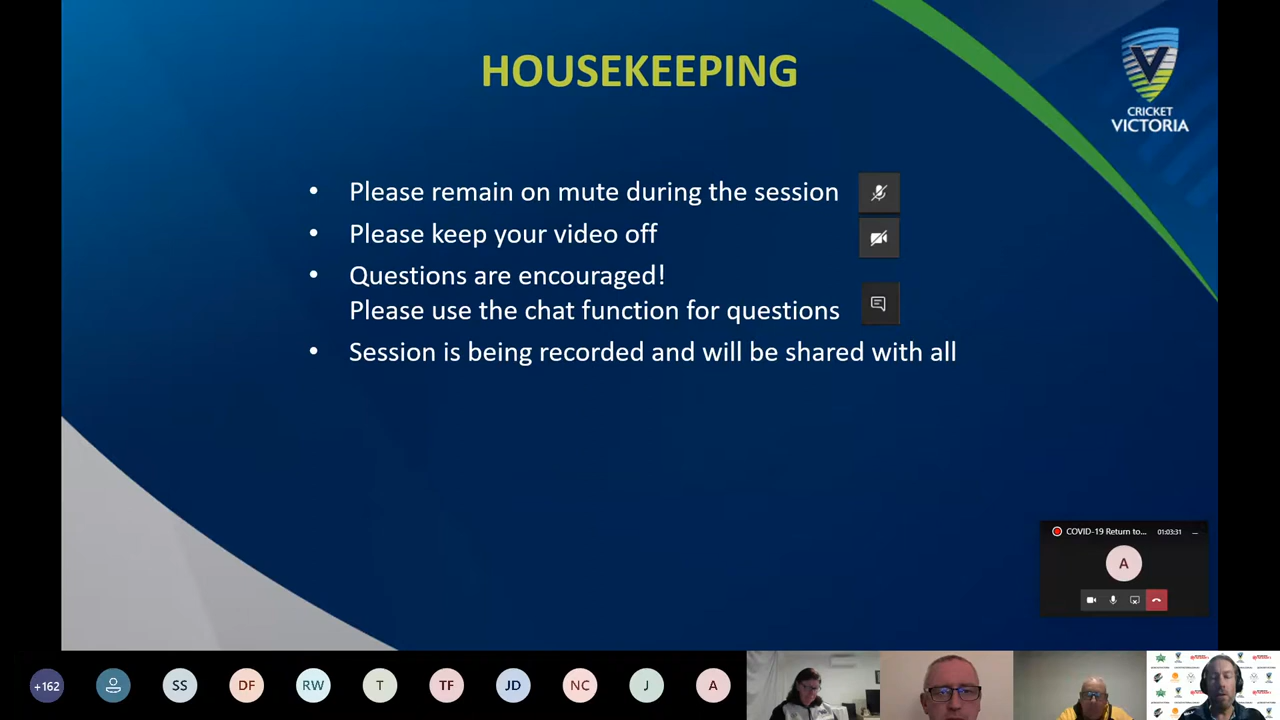 HOUSEKEEPING
CRICKET
VICTORIA
• Please remain on mute during the session
• Please keep your video off
• Questions are encouraged!
Please use the chat function for questions
• Session is being recorded and will be shared with all
COVID-19 Return to... 01:03:31
A
+162 SS DF RW T TF JD NC J A